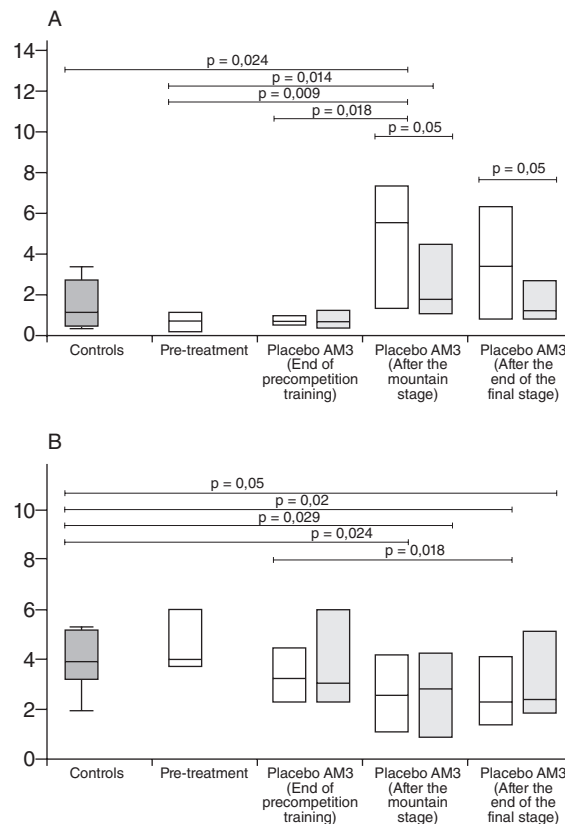 A
14
12
10
8
6
4
2
0
p = 0,024
p = 0,014
p = 0,009
p = 0,018
p = 0,05
p = 0,05
Controls
Pre-treatment
Placebo AM3
(End of
precompetition
training)
Placebo AM3
(After the
mountain
stage)
Placebo AM3
(After the
end of the
final stage)
B
10
8
6
4
2
0
p = 0,05
p = 0,02
p = 0,029
p = 0,024
p = 0,018
Controls
Pre-treatment
Placebo AM3
(End of
precompetition
training)
Placebo AM3
(After the
mountain
stage)
Placebo AM3
(After the
end of the
final stage)